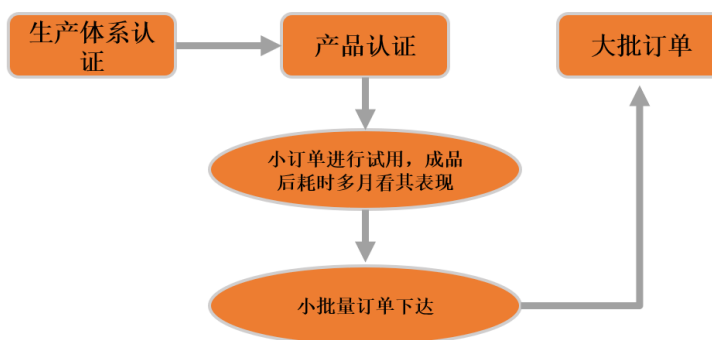 生产体系认
证
产品认证
大批订单
小订单进行试用，成品
后耗时多月看其表现
小批量订单下达